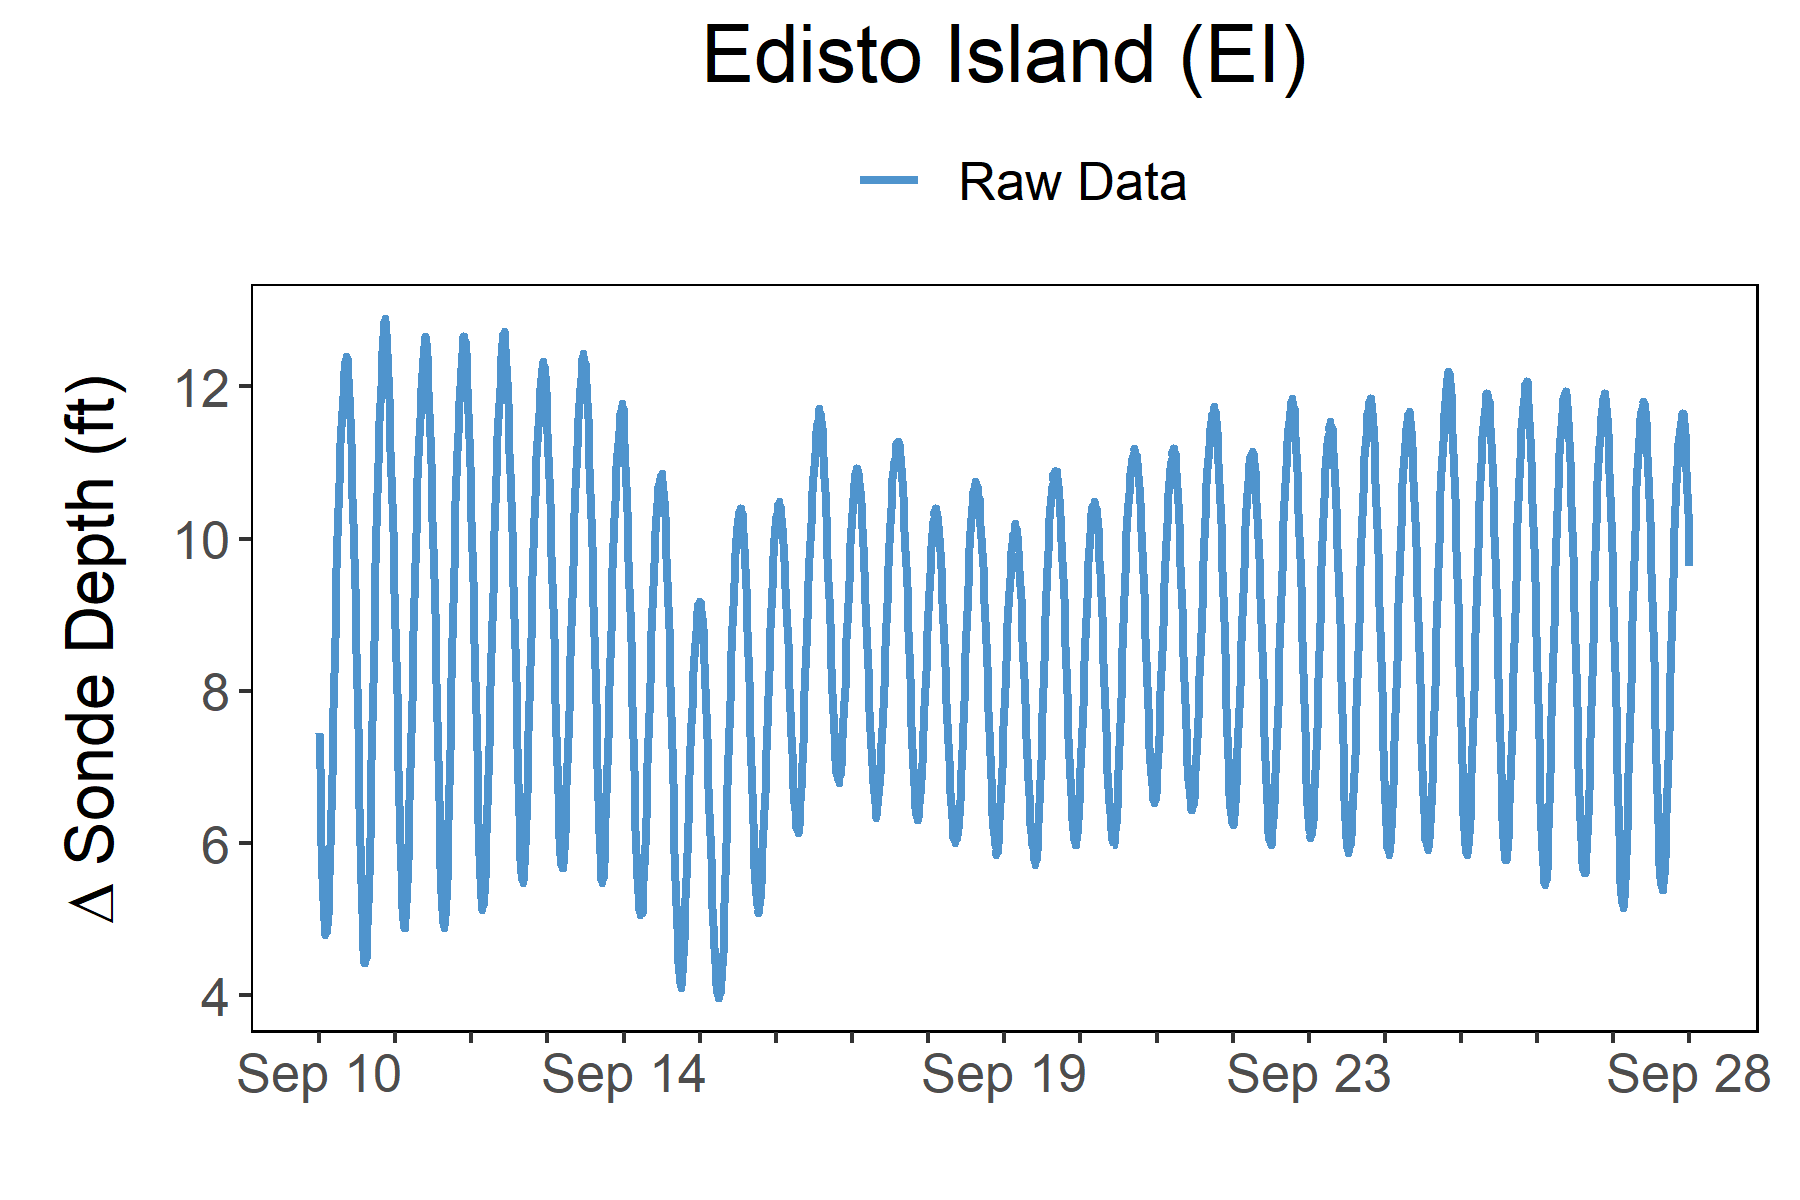 Edisto Island (EI)
Raw Data
Δ Sonde Depth (ft)
12
10
8
6
4
Sep 10 Sep 14 Sep 19 Sep 23 Sep 28